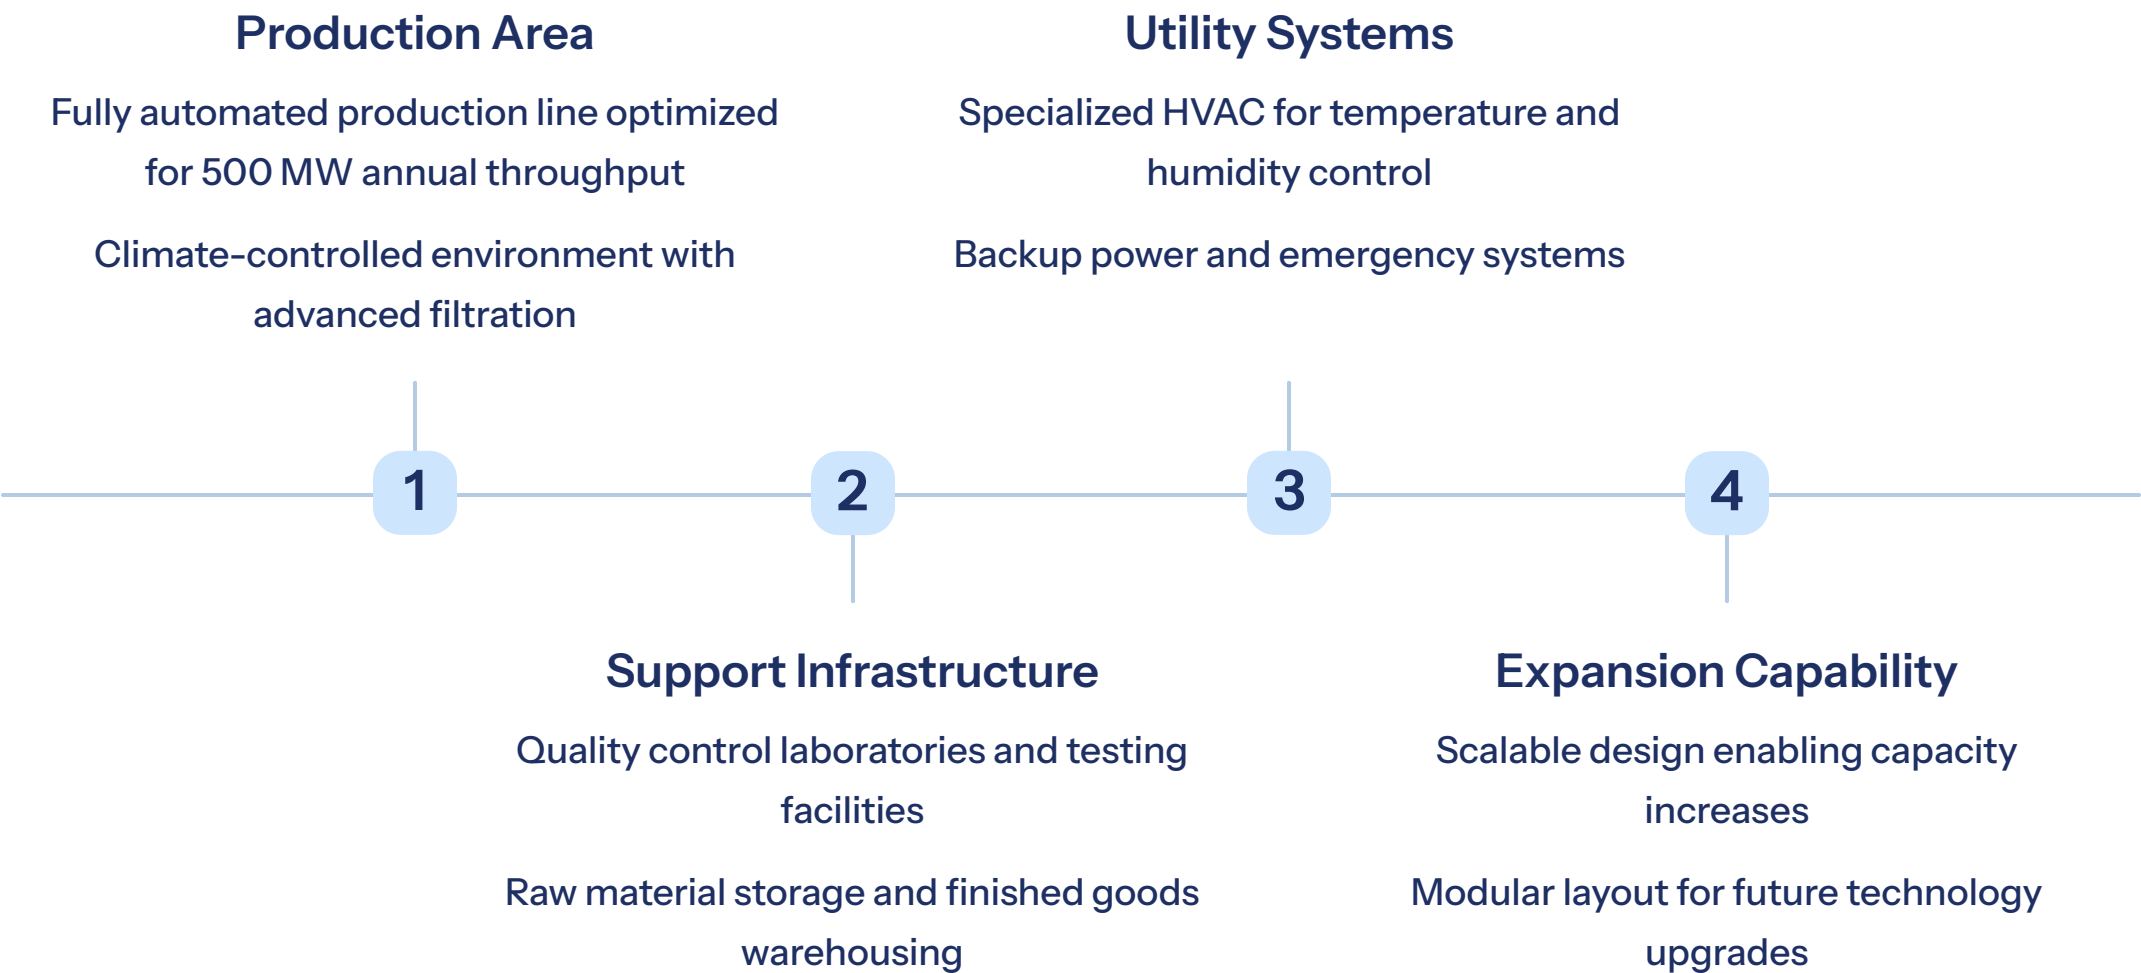 Production Area
Fully automated production line optimized
for 500 MW annual throughput
Climate-controlled environment with
advanced filtration
Utility Systems
Specialized HVAC for temperature and
humidity control
Backup power and emergency systems
1
2
3
4
Support Infrastructure
Quality control laboratories and testing
facilities
Raw material storage and finished goods
warehousing
Expansion Capability
Scalable design enabling capacity
increases
Modular layout for future technology
upgrades